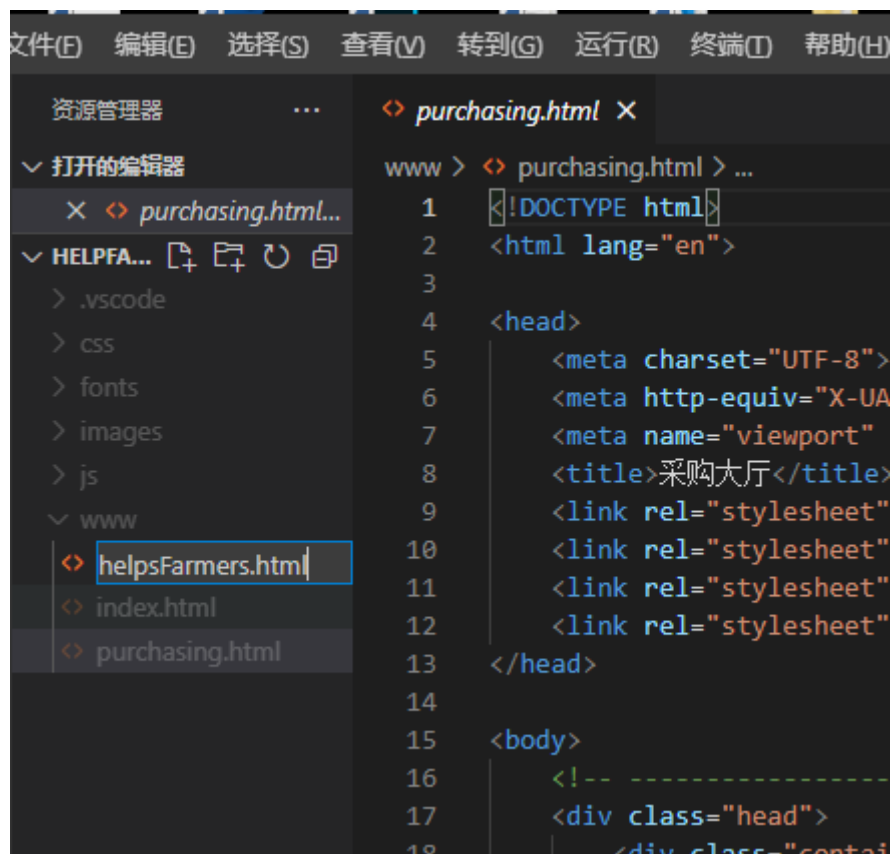 文件(F) 编辑(E) 选择(S) 查看(V) 转到(G) 运行(R) 终端(T) 帮助(H)
资源管理器 ...
打开的编辑器
purchasing.html...
HELPFA...
.vscode
css
fonts
images
js
www
helpsFarmers.html
index.html
purchasing.html
purchasing.html
www > purchasing.html > ...
1 <!DOCTYPE html>
2 <html lang="en">
3
4 <head>
5 <meta charset="UTF-8">
6 <meta http-equiv="X-UA
7 <meta name="viewport"
8 <title>采购大厅</title>
9 <link rel="stylesheet"
10 <link rel="stylesheet"
11 <link rel="stylesheet"
12 <link rel="stylesheet"
13 </head>
14
15 <body>
16 <!-- -----------------
17 <div class="head">
18 <div class="contai